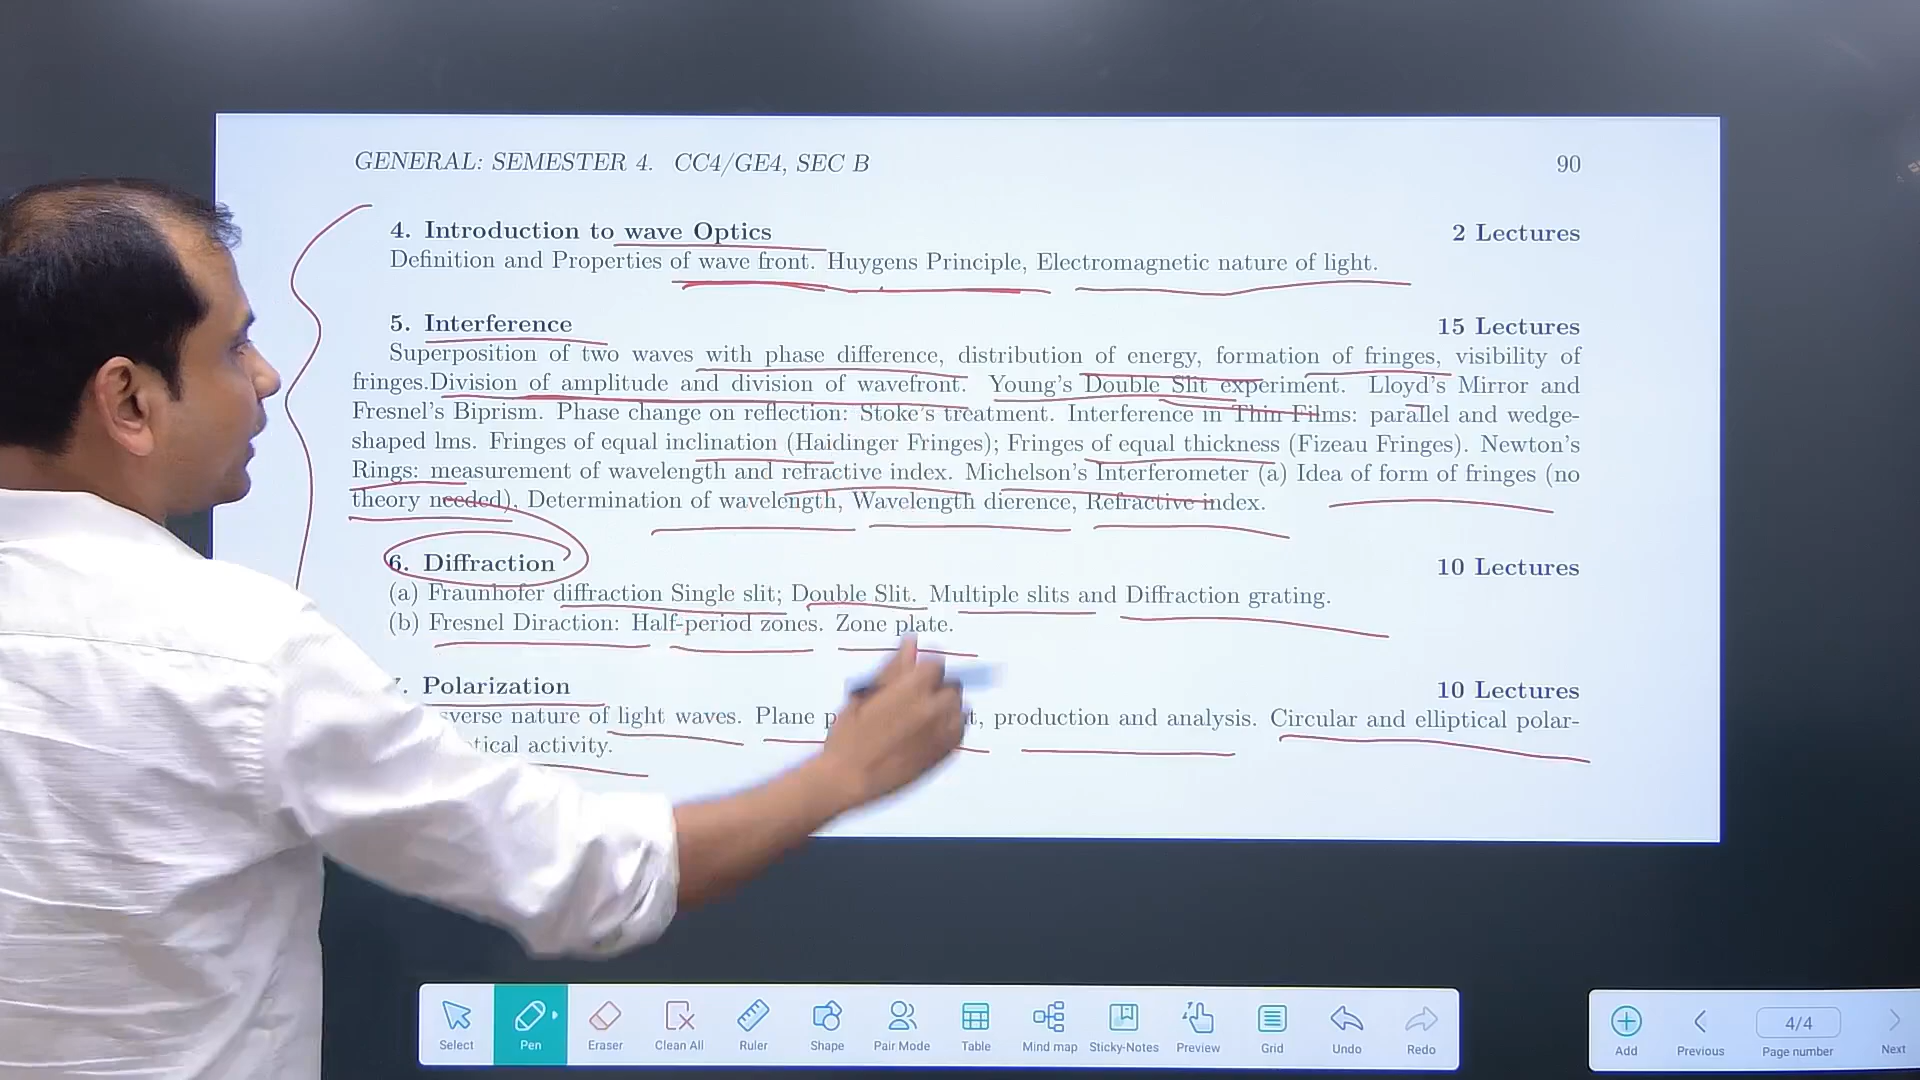 GENERAL: SEMESTER 4. CC4/GE4, SEC B 90
4. Introduction to wave Optics 2 Lectures
Definition and Properties of wave front. Huygens Principle, Electromagnetic nature of light.
5. Interference 15 Lectures
Superposition of two waves with phase difference, distribution of energy, formation of fringes, visibility of
fringes.Division of amplitude and division of wavefront. Young's Double Slit experiment. Lloyd's Mirror and
Fresnel's Biprism. Phase change on reflection: Stoke's treatment. Interference in Thin Films: parallel and wedge-
shaped lms. Fringes of equal inclination (Haidinger Fringes); Fringes of equal thickness (Fizeau Fringes). Newton's
Rings: measurement of wavelength and refractive index. Michelson's Interferometer (a) Idea of form of fringes (no
theory needed), Determination of wavelength, Wavelength dierence, Refractive index.
6. Diffraction 10 Lectures
(a) Fraunhofer diffraction Single slit; Double Slit. Multiple slits and Diffraction grating.
(b) Fresnel Diraction: Half-period zones. Zone plate.
7. Polarization 10 Lectures
verse nature of light waves. Plane production and analysis. Circular and elliptical polar-
tical activity.
Select Pen Eraser Clean All Ruler Shape Pair Mode Table Mind map Sticky-Notes Preview Grid Undo Redo
4/4
Add Previous Page number Next